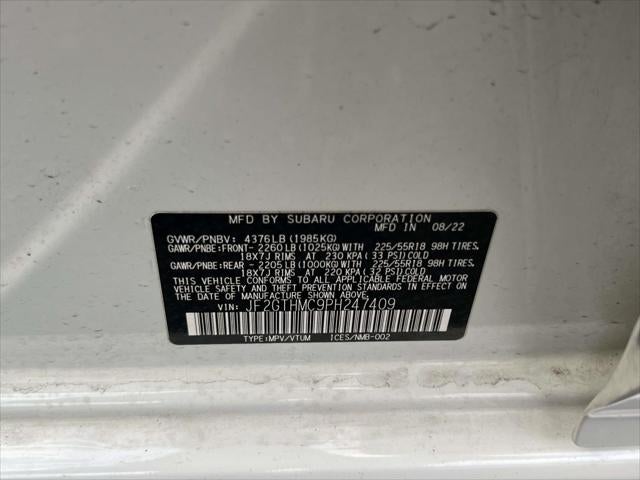 MFD BY SUBARU CORPORATION
MFD IN 08/22
GVWR/PNBV: 4376LB (1985KG)
GAWR/PNBE:FRONT-2260LB(1025KG)WITH 225/55R18 98H TIRES.
18X7J RIMS AT 230 KPA(33 PSI)COLD
GAWR/PNBE:REAR -2205LB(1000KG)WITH 225/55R18 98H TIRES.
18X7J RIMS AT 220 KPA(32 PSI)COLD
THIS VEHICLE CONFORMS TO ALL APPLICABLE FEDERAL MOTOR
VEHICLE SAFETY AND THEFT PREVENTION STANDARDS IN EFFECT
ON THE DATE OF MANUFACTURE SHOWN ABOVE.
VIN: JF2GTHMC9PH247409
TYPE:MPV/VTUM ICES/NMB-002